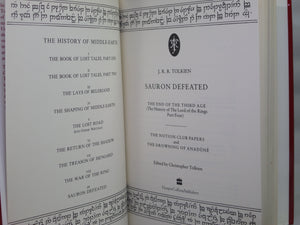 THE HISTORY OF MIDDLE-EARTH
I
THE BOOK OF LOST TALES, PART ONE
II
THE BOOK OF LOST TALES, PART TWO
III
THE LAYS OF BELERIAND
IV
THE SHAPING OF MIDDLE-EARTH
V
THE LOST ROAD
VI
THE RETURN OF THE SHADOW
VII
THE TREASON OF ISENGARD
VIII
THE WAR OF THE RING
IX
SAURON DEFEATED
J. R. R. TOLKIEN
SAURON DEFEATED
THE END OF THE THIRD AGE
(The History of The Lord of the Rings
Part Four)
THE NOTION CLUB PAPERS
and
THE DROWNING OF ANADÛNÊ
Edited by Christopher Tolkien
HarperCollinsPublishers